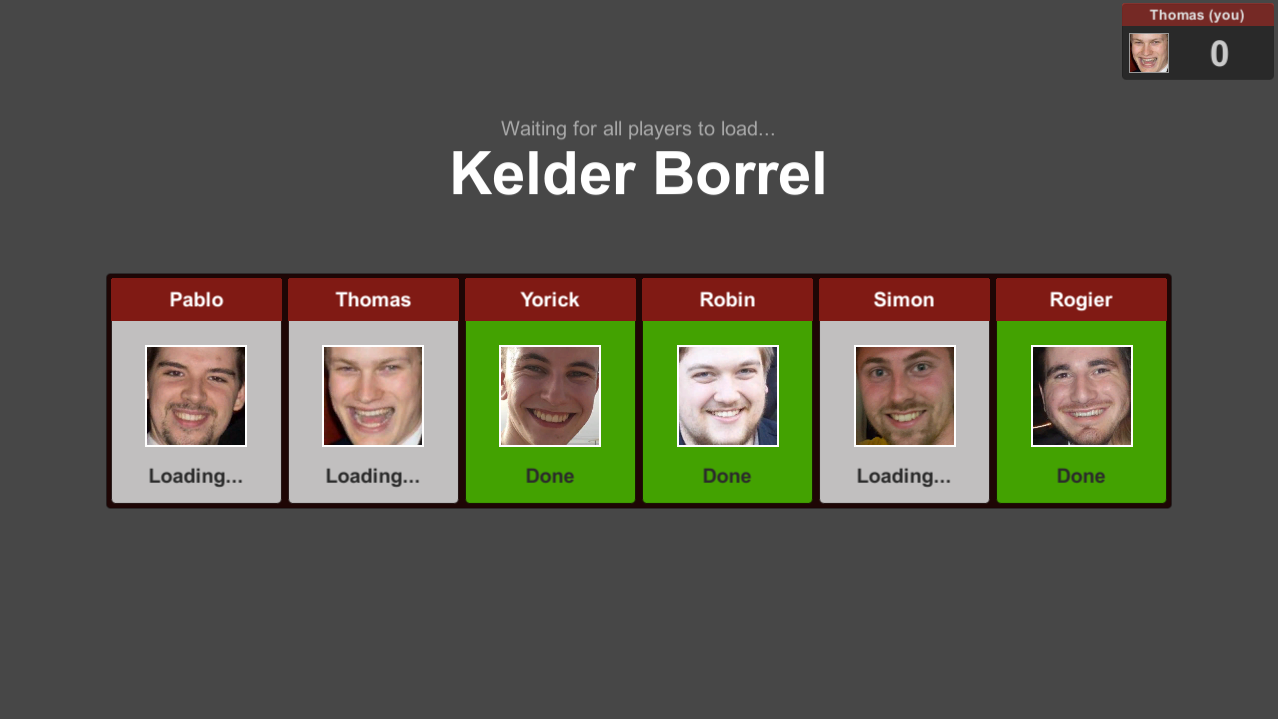 Thomas (you)
0
Waiting for all players to load...
Kelder Borrel
Pablo Thomas Yorick Robin Simon Rogier
Loading... Loading... Done Done Loading... Done